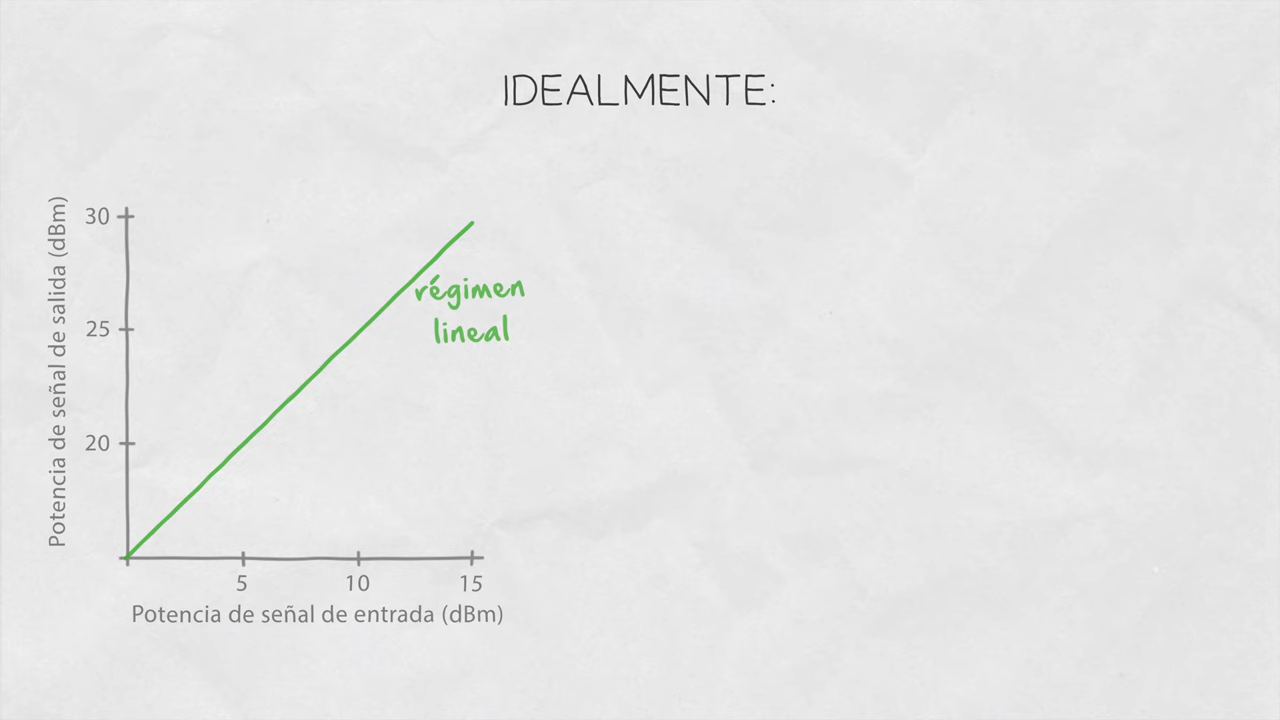 IDEALMENTE:
Potencia de señal de salida (dBm)
30
25
20
régimen
lineal
5 10 15
Potencia de señal de entrada (dBm)